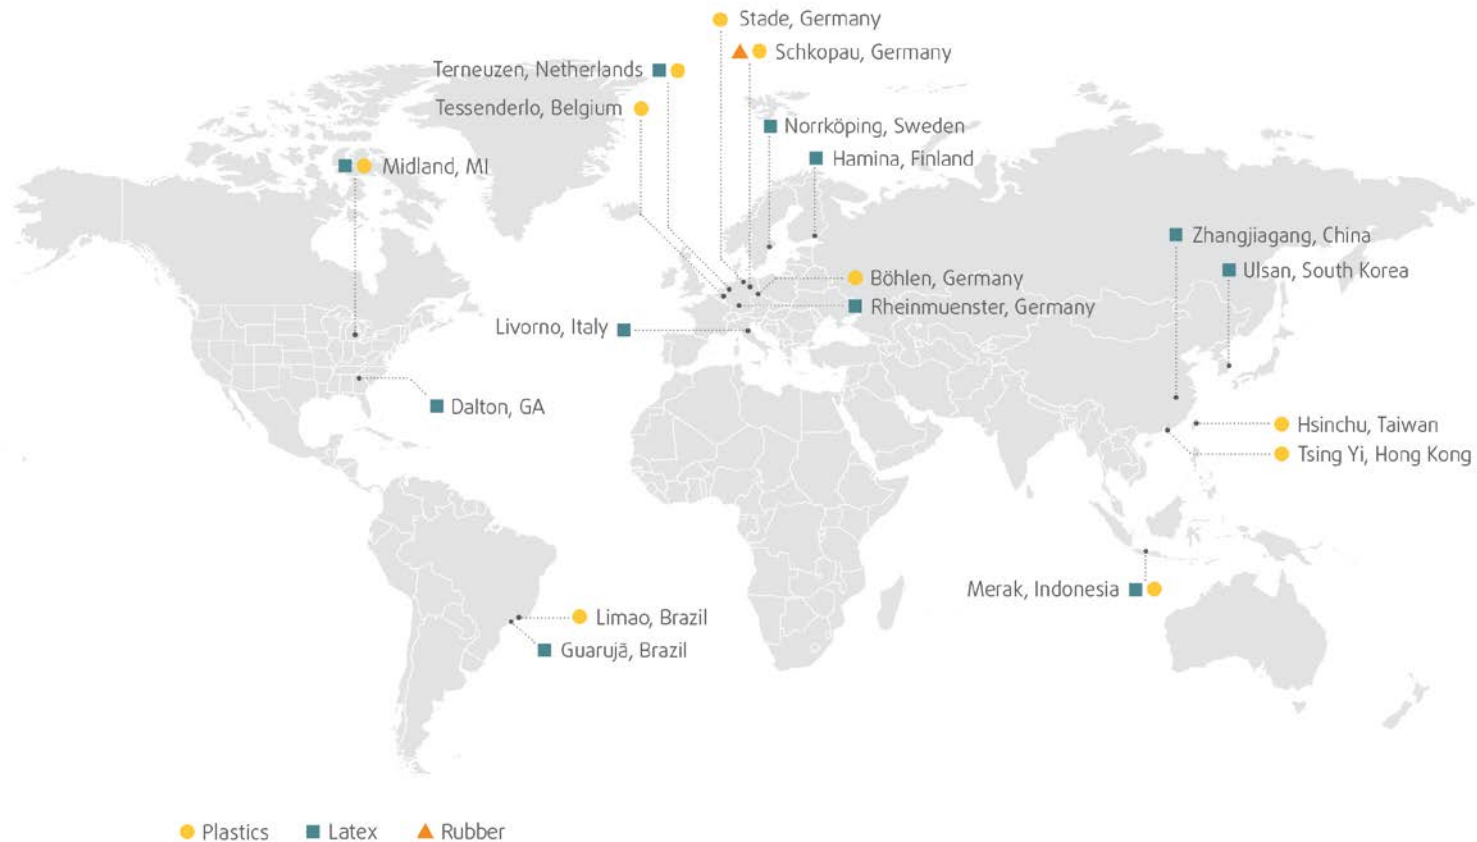 Stade, Germany
Schkopau, Germany
Terneuzen, Netherlands
Tessenderlo, Belgium
Norrköping, Sweden
Hamina, Finland
Midland, MI
Zhangjiagang, China
Ulsan, South Korea
Böhlen, Germany
Rheinmuenster, Germany
Livorno, Italy
Dalton, GA
Hsinchu, Taiwan
Tsing Yi, Hong Kong
Merak, Indonesia
Limao, Brazil
Guarujã, Brazil
Plastics
Latex
Rubber